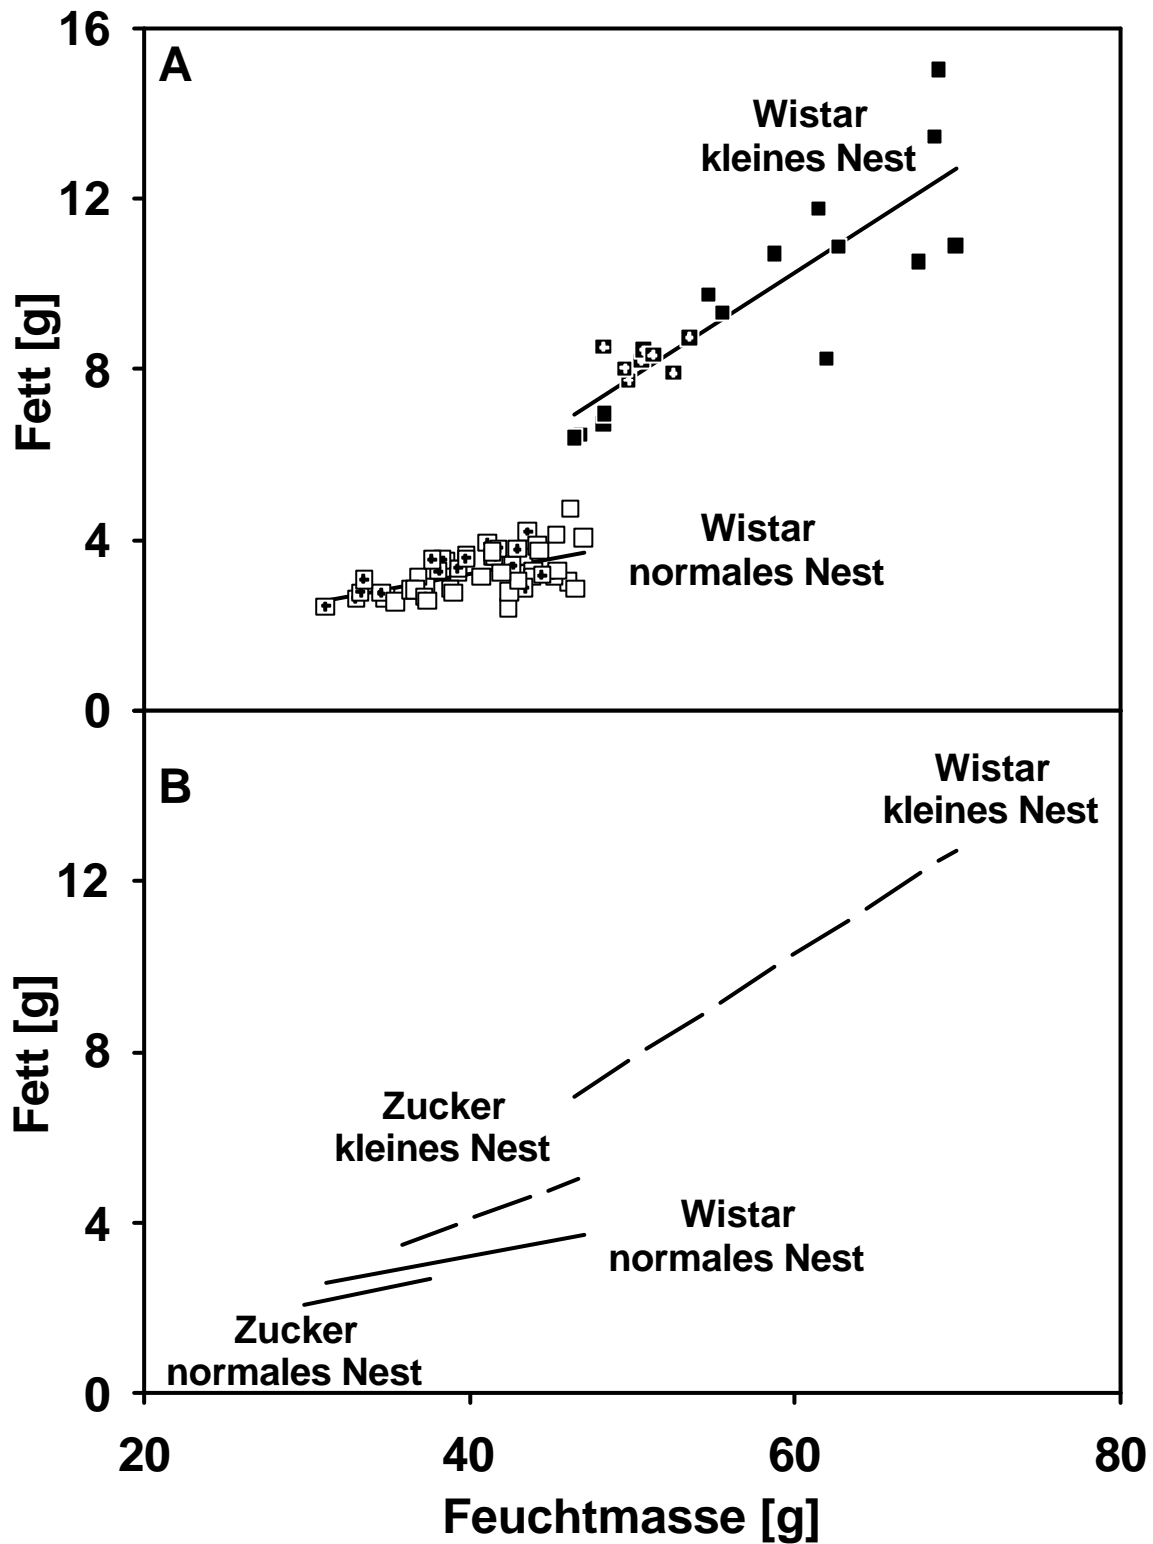 16
A
Wistar
kleines Nest
12
Fett [g]
8
4
Wistar
normales Nest
0
B
Wistar
kleines Nest
12
Fett [g]
8
Zucker
kleines Nest
4
Wistar
normales Nest
Zucker
normales Nest
0
20 40 60 80
Feuchtmasse [g]